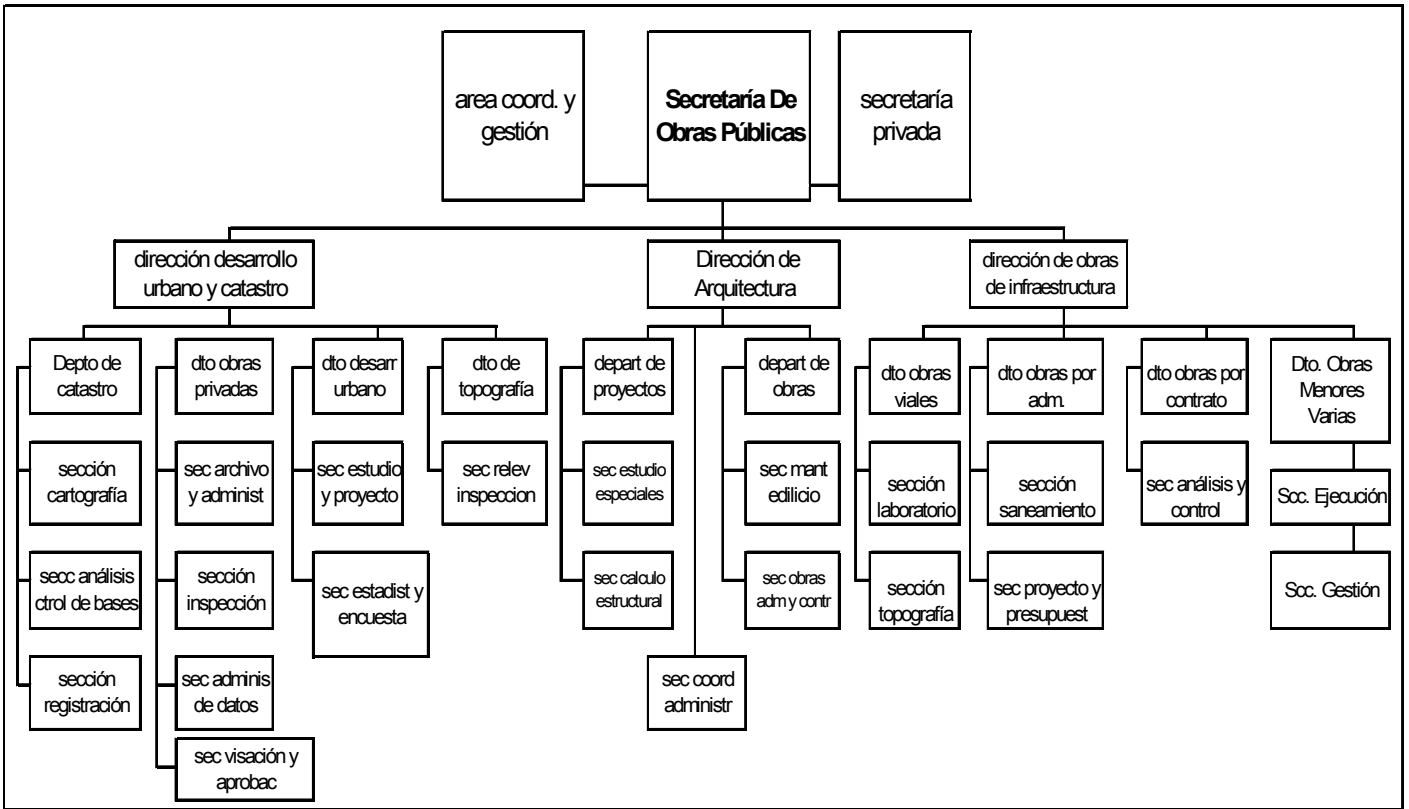 area coord. y
gestión
Secretaría De
Obras Públicas
secretaría
privada
dirección desarrollo
urbano y catastro
Dirección de
Arquitectura
dirección de obras
de infraestructura
Depto de
catastro
dto obras
privadas
dto desarr
urbano
dto de
topografía
depart de
proyectos
depart de
obras
dto obras
viales
dto obras por
adm.
dto obras por
contrato
Dto. Obras
Menores
Varias
sección
cartografía
sec archivo
y administ
sec estudio
y proyecto
sec relev
inspeccion
sec estudio
especiales
sec mant
edilicio
sección
laboratorio
sección
saneamiento
sec análisis y
control
Scc. Ejecución
secc análisis
ctrol de bases
sección
inspección
sec estadist y
encuesta
sec calculo
estructural
sec obras
adm y contr
sección
topografía
sec proyecto y
presupuest
Scc. Gestión
sección
registración
sec adminis
de datos
sec coord
administr
sec visación y
aprobac